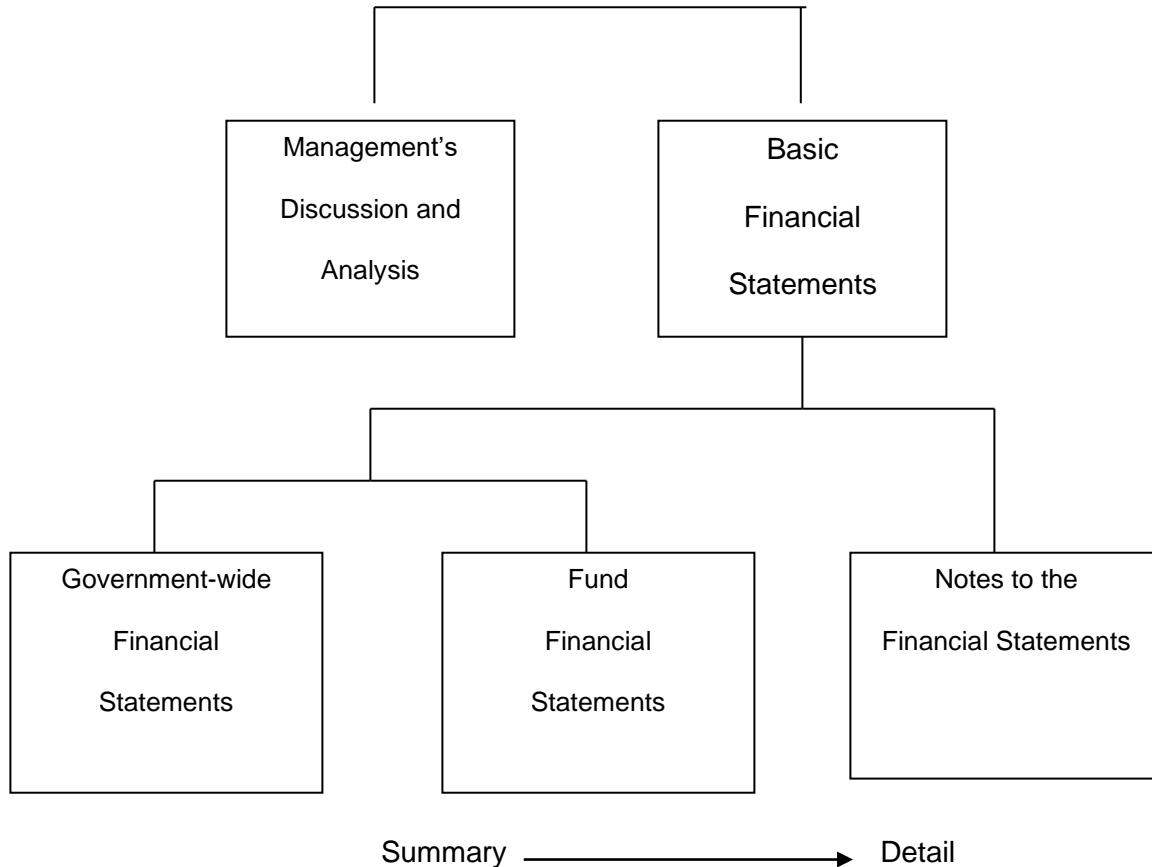 Management’s
Discussion and
Analysis
Basic
Financial
Statements
Government-wide
Financial
Statements
Fund
Financial
Statements
Notes to the
Financial Statements
Summary
Detail